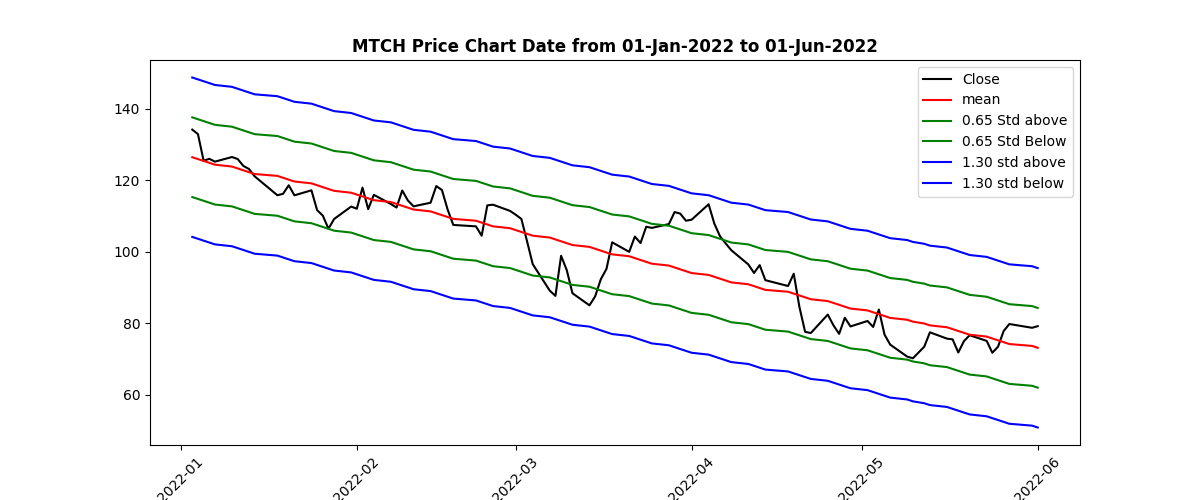 MTCH Price Chart Date from 01-Jan-2022 to 01-Jun-2022
Close
mean
0.65 Std above
0.65 Std Below
1.30 std above
1.30 std below
140
120
100
80
60
2022-01
2022-02
2022-03
2022-04
2022-05
2022-06